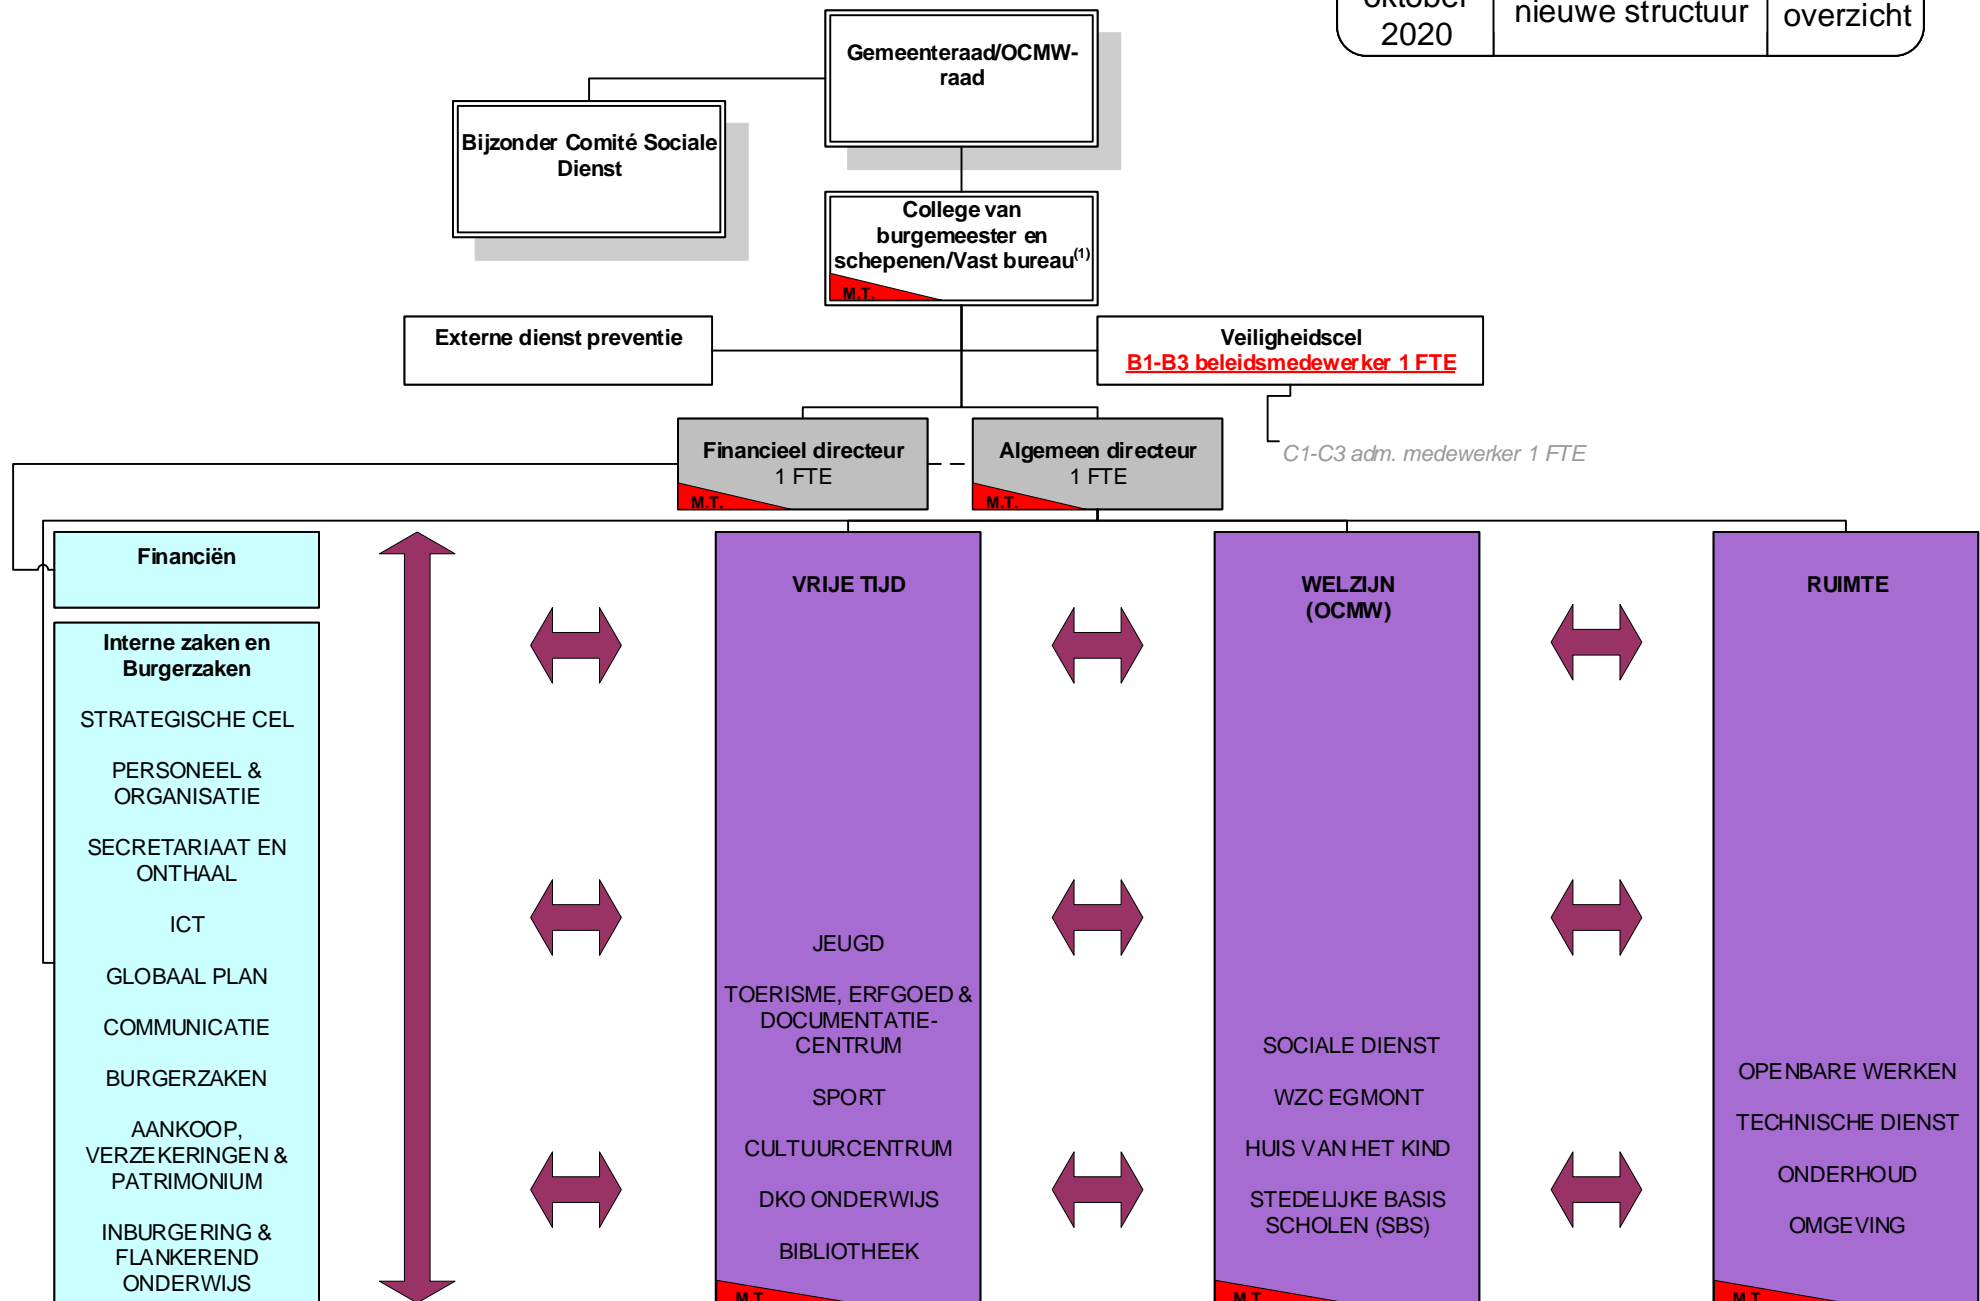 oktober
2020
nieuwe structuur
overzicht
Gemeenteraad/OCMW-
raad
Bijzonder Comité Sociale
Dienst
College van
burgemeester en
schepenen/Vast bureau(1)
M.T.
Externe dienst preventie
Veiligheidscel
B1-B3 beleidsmedewerker 1 FTE
C1-C3 adm. medewerker 1 FTE
Financieel directeur
1 FTE
M.T.
Algemeen directeur
1 FTE
M.T.
Financiën
Interne zaken en
Burgerzaken
STRATEGISCHE CEL
PERSONEEL &
ORGANISATIE
SECRETARIAAT EN
ONTHAAL
ICT
GLOBAAL PLAN
COMMUNICATIE
BURGERZAKEN
AANKOOP,
VERZEKERINGEN &
PATRIMONIUM
INBURGERING &
FLANKEREND
ONDERWIJS
VRIJE TIJD
JEUGD
TOERISME, ERFGOED &
DOCUMENTATIE-
CENTRUM
SPORT
CULTUURCENTRUM
DKO ONDERWIJS
BIBLIOTHEEK
M.T.
WELZIJN
(OCMW)
SOCIALE DIENST
WZC EGMONT
HUIS VAN HET KIND
STEDELIJKE BASIS
SCHOLEN (SBS)
M.T.
RUIMTE
OPENBARE WERKEN
TECHNISCHE DIENST
ONDERHOUD
OMGEVING
M.T.